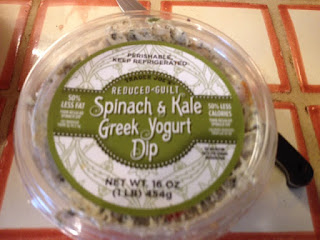 PERISHABLE
KEEP REFRIGERATED
REDUCED-GUILT
50%
LESS FAT
Spinach & Kale
Greek Yogurt
Dip
50% LESS
CALORIES
NET WT. 16 OZ
(1 LB) 454g